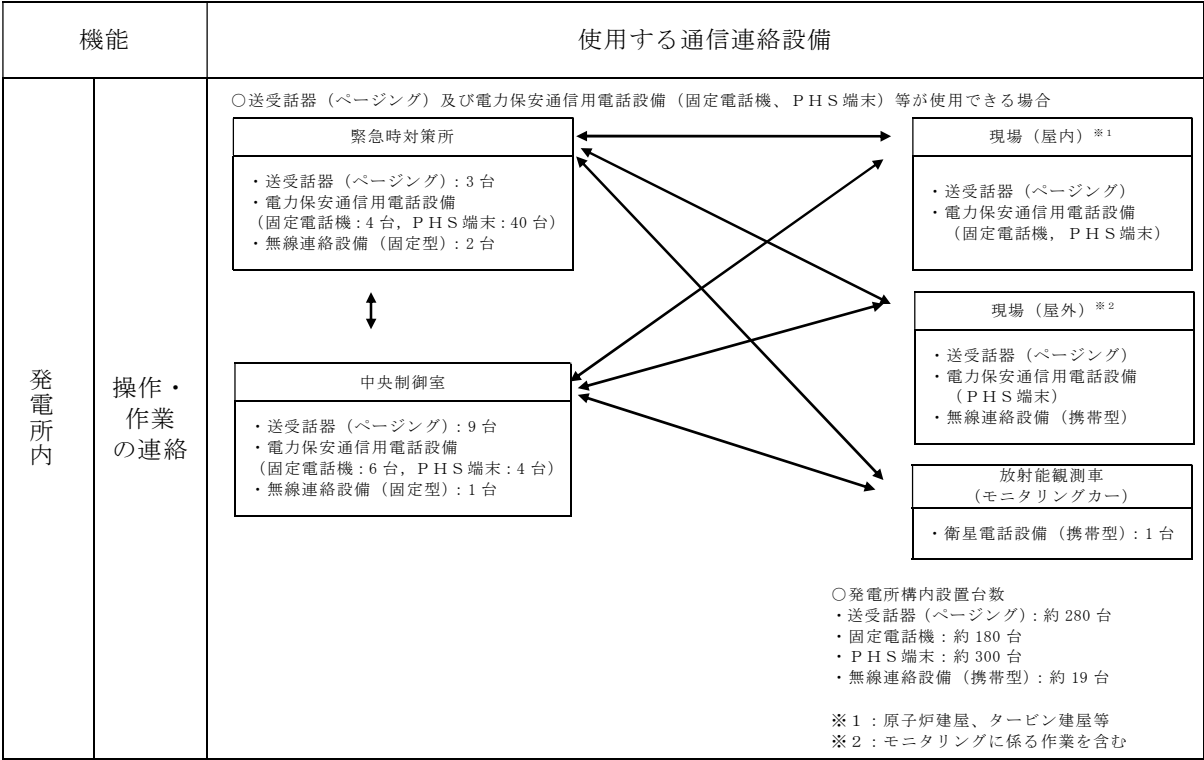 機能
使用する通信連絡設備
発電所内
操作・
作業
の連絡
○送受話器（ページング）及び電力保安通信用電話設備（固定電話機、ＰＨＳ端末）等が使用できる場合
緊急時対策所
・送受話器（ページング）：3 台
・電力保安通信用電話設備
（固定電話機：4 台，ＰＨＳ端末：40 台）
・無線連絡設備（固定型）：2 台
中央制御室
・送受話器（ページング）：9 台
・電力保安通信用電話設備
（固定電話機：6 台，ＰＨＳ端末：4 台）
・無線連絡設備（固定型）：1 台
現場（屋内）※1
・送受話器（ページング）
・電力保安通信用電話設備
（固定電話機，ＰＨＳ端末）
現場（屋外）※2
・送受話器（ページング）
・電力保安通信用電話設備
（ＰＨＳ端末）
・無線連絡設備（携帯型）
放射能観測車
（モニタリングカー）
・衛星電話設備（携帯型）：1 台
○発電所構内設置台数
・送受話器（ページング）：約 280 台
・固定電話機：約 180 台
・ＰＨＳ端末：約 300 台
・無線連絡設備（携帯型）：約 19 台
※１：原子炉建屋、タービン建屋等
※２：モニタリングに係る作業を含む